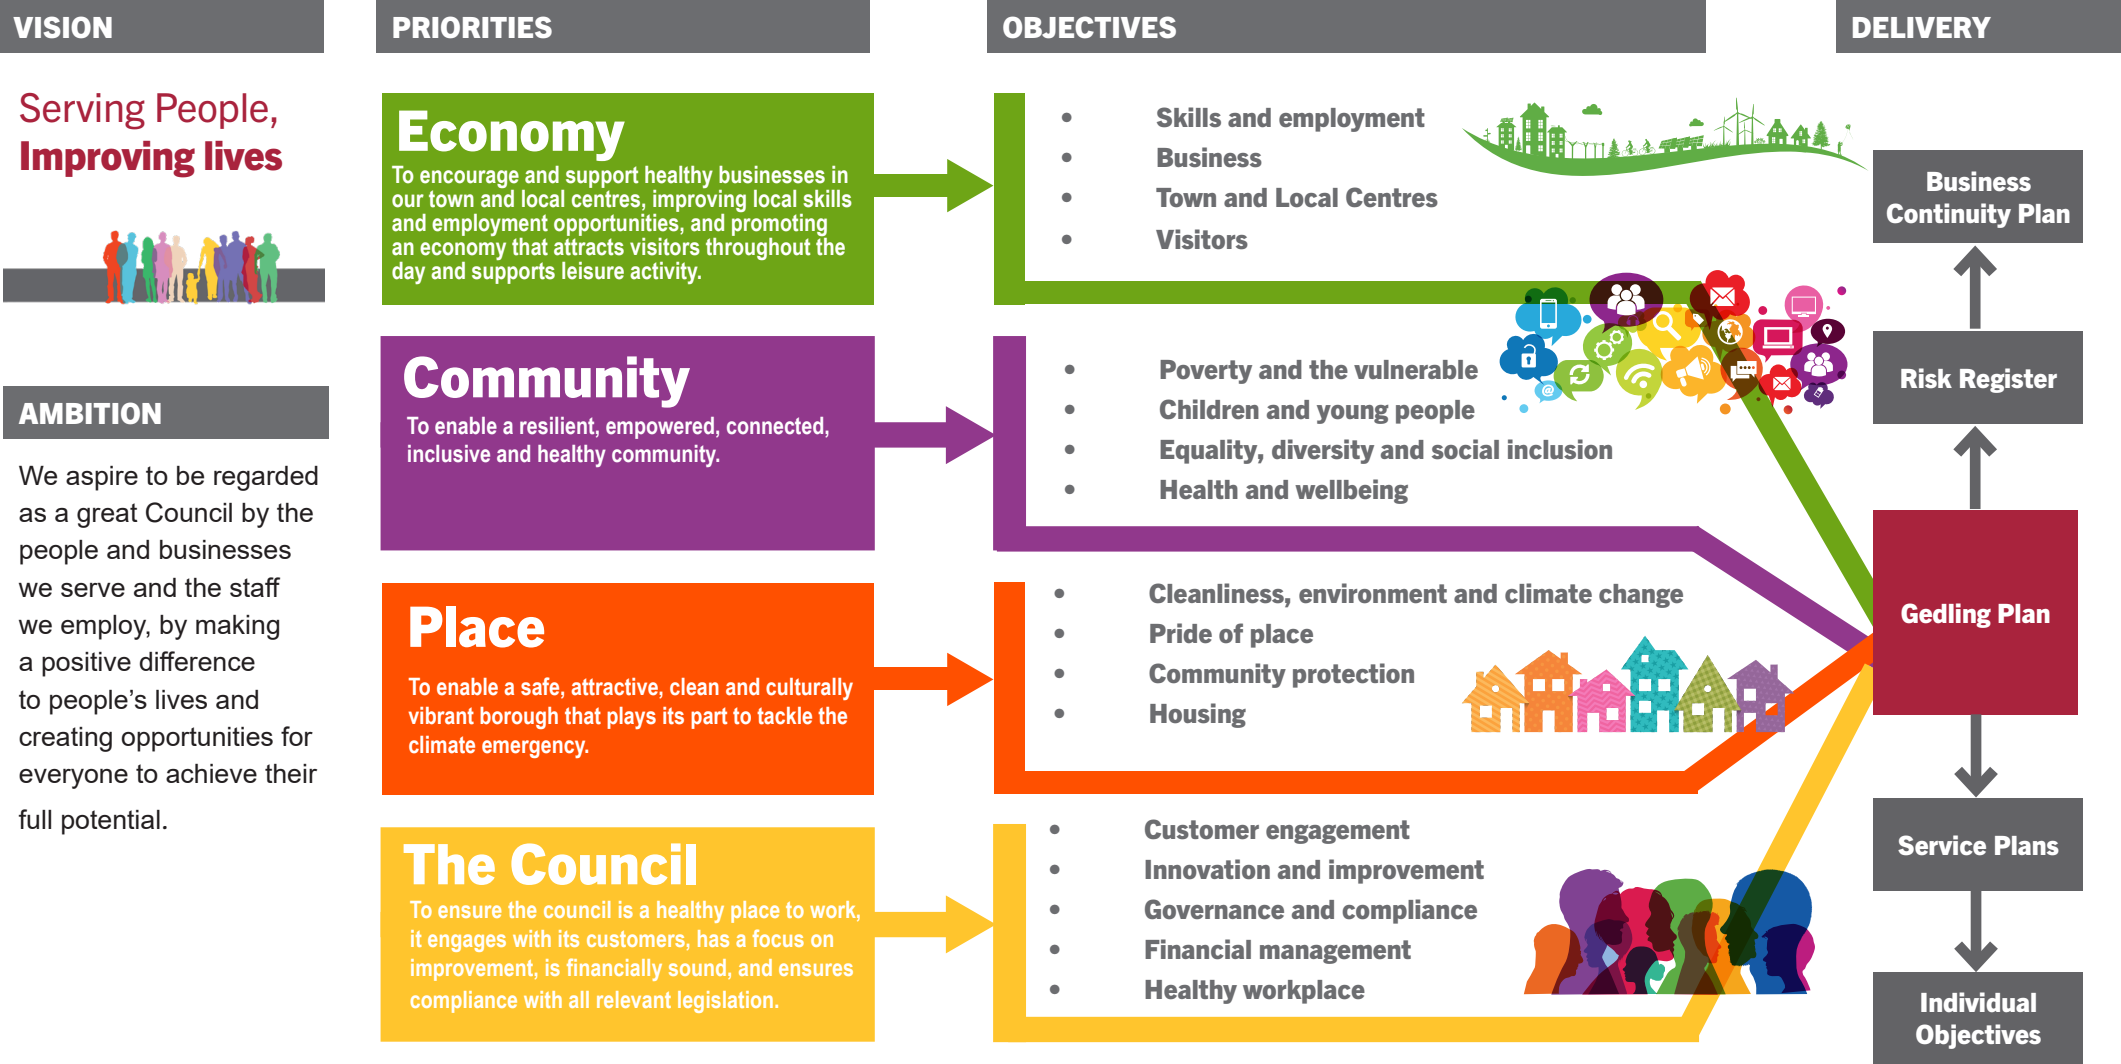 VISION
Serving People,
Improving lives
AMBITION
We aspire to be regarded
as a great Council by the
people and businesses
we serve and the staff
we employ, by making
a positive difference
to people’s lives and
creating opportunities for
everyone to achieve their
full potential.
PRIORITIES
Economy
To encourage and support healthy businesses in
our town and local centres, improving local skills
and employment opportunities, and promoting
an economy that attracts visitors throughout the
day and supports leisure activity.
Community
To enable a resilient, empowered, connected,
inclusive and healthy community.
Place
To enable a safe, attractive, clean and culturally
vibrant borough that plays its part to tackle the
climate emergency.
The Council
To ensure the council is a healthy place to work,
it engages with its customers, has a focus on
improvement, is financially sound, and ensures
compliance with all relevant legislation.
OBJECTIVES
• Skills and employment
• Business
• Town and Local Centres
• Visitors
• Poverty and the vulnerable
• Children and young people
• Equality, diversity and social inclusion
• Health and wellbeing
• Cleanliness, environment and climate change
• Pride of place
• Community protection
• Housing
• Customer engagement
• Innovation and improvement
• Governance and compliance
• Financial management
• Healthy workplace
DELIVERY
Business
Continuity Plan
Risk Register
Gedling Plan
Service Plans
Individual
Objectives